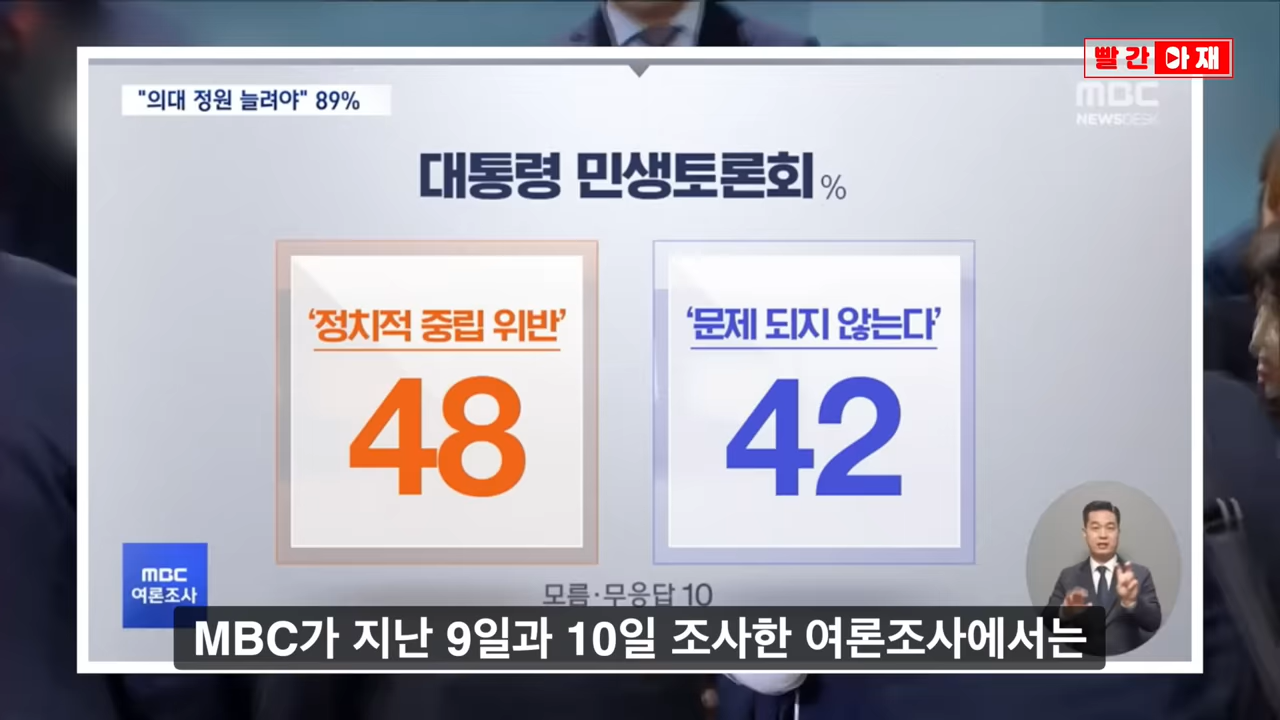 빨간아재
"의대 정원 늘려야" 89%
MBC
NEWSDESK
대통령 민생토론회 %
'정치적 중립 위반'
48
'문제 되지 않는다'
42
모름·무응답 10
MBC
여론조사
MBC가 지난 9일과 10일 조사한 여론조사에서는